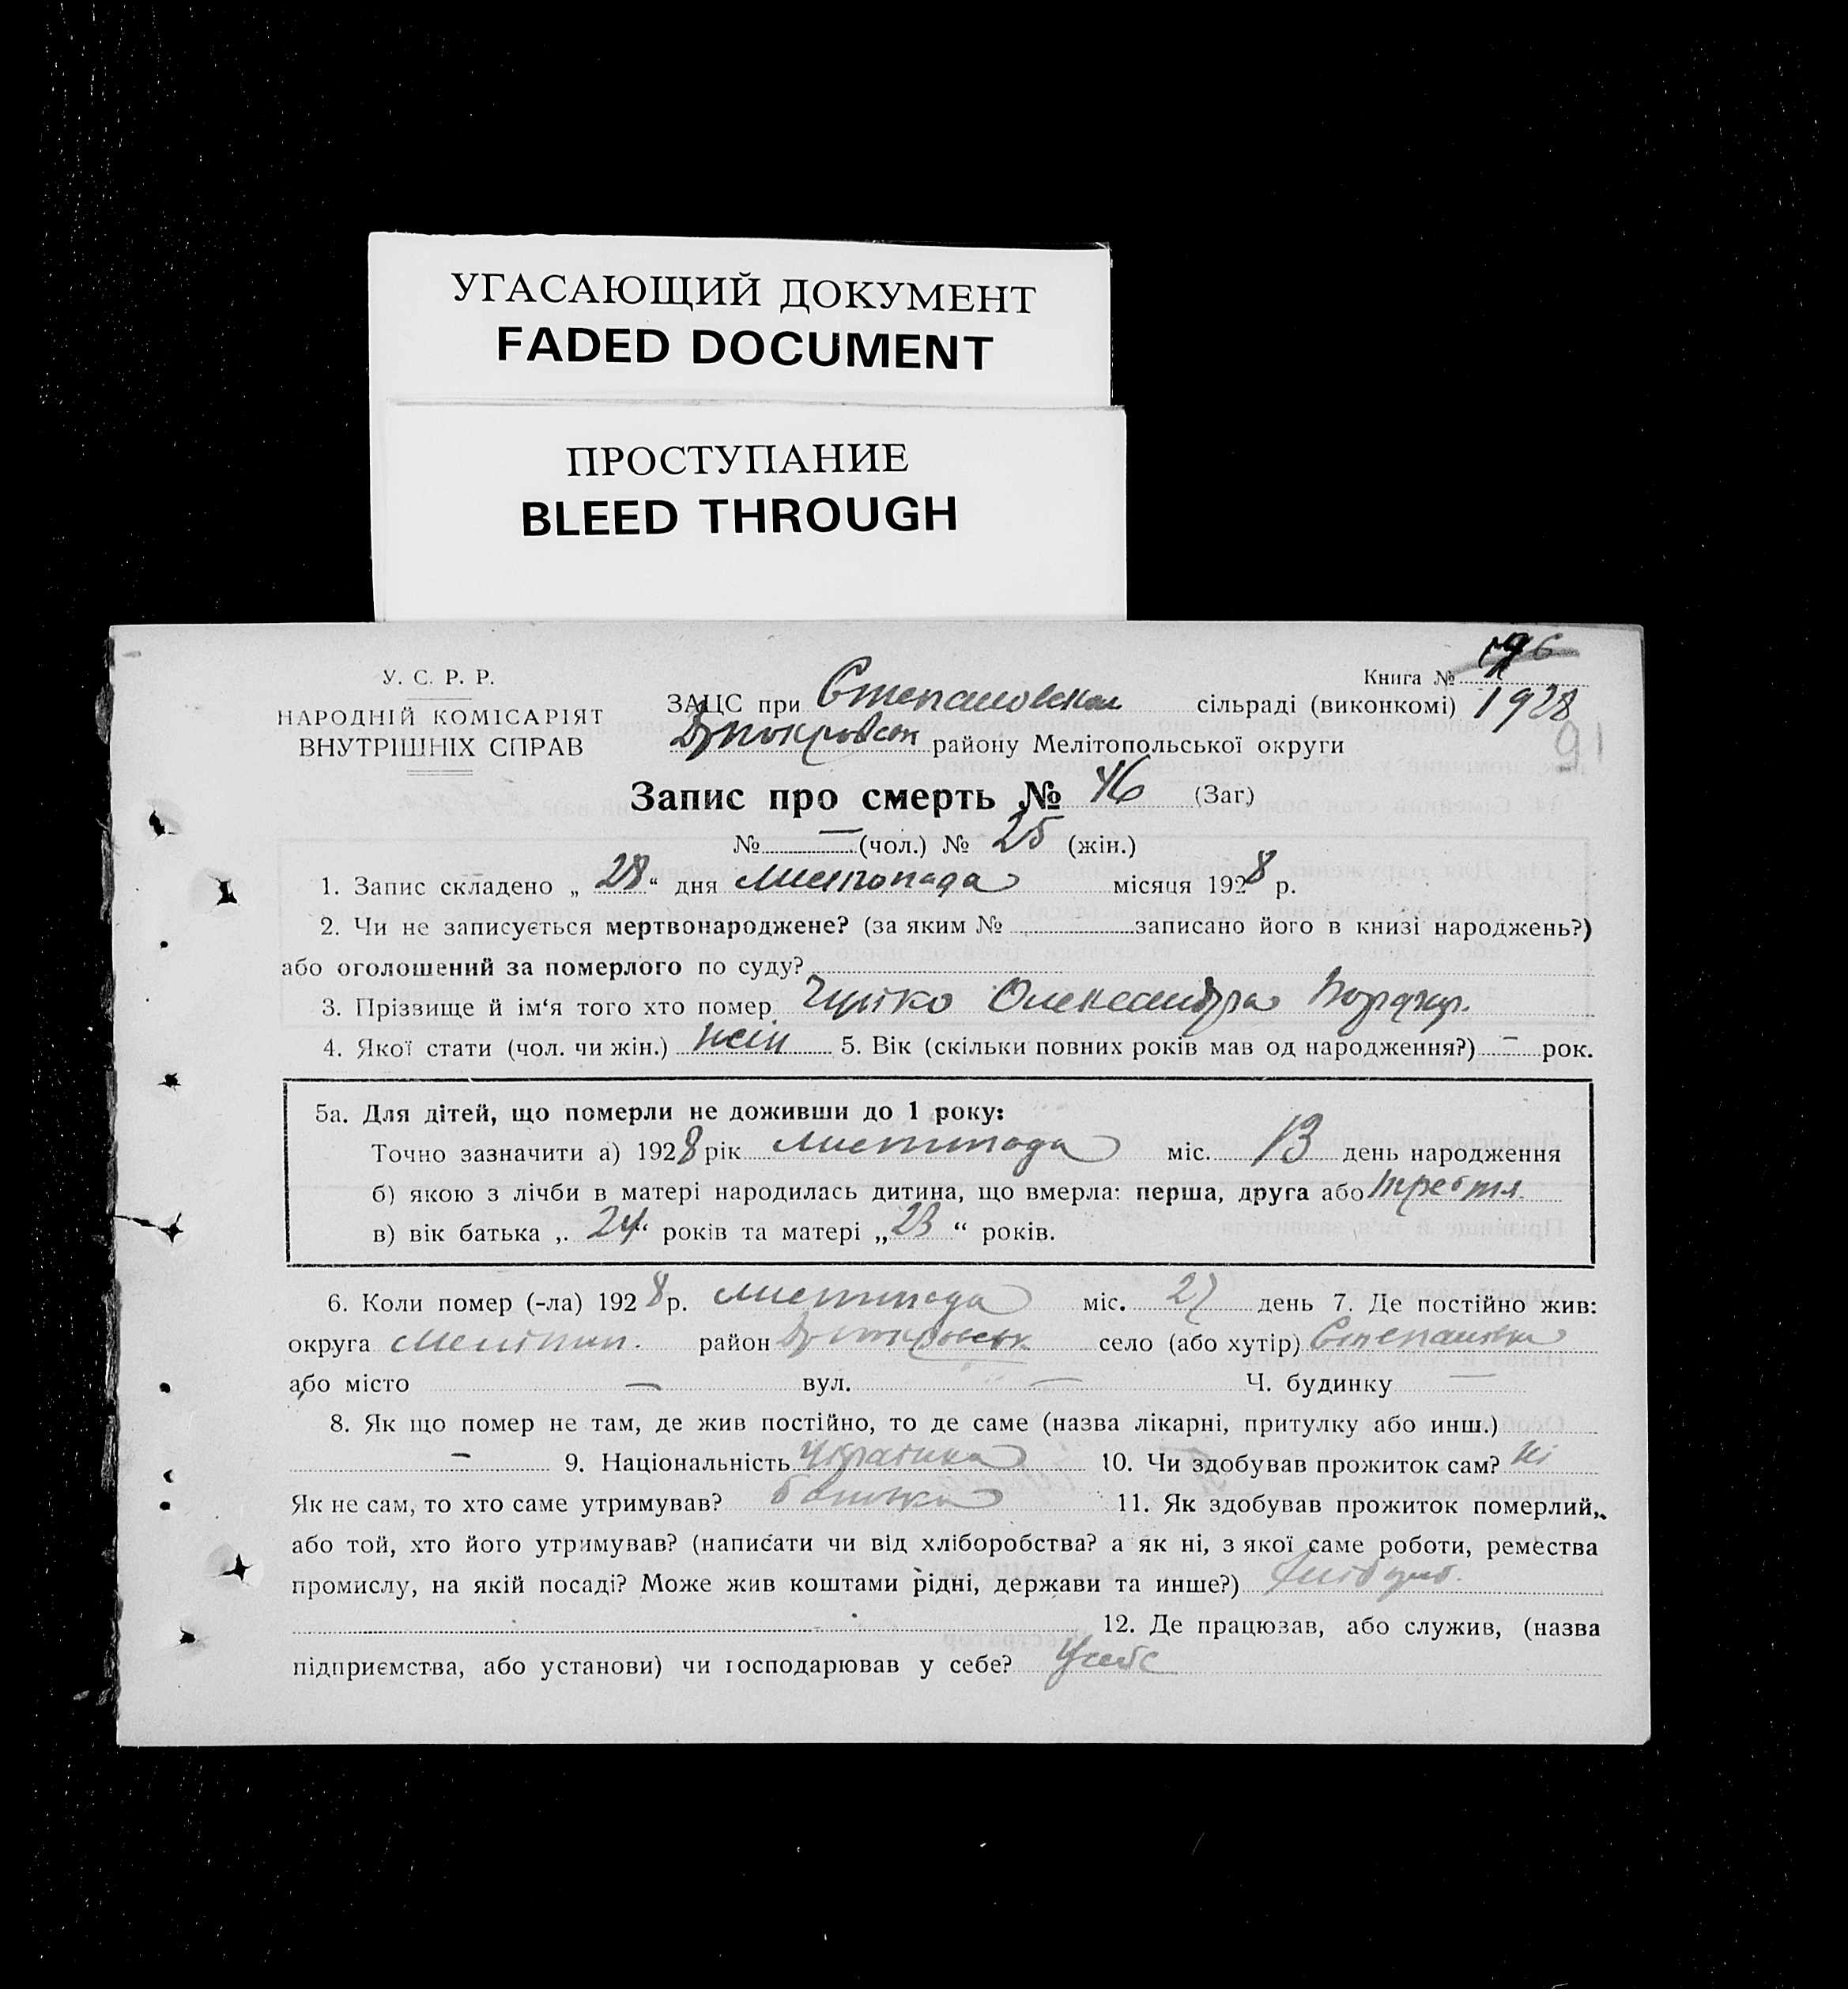 УГАСАЮЩИЙ ДОКУМЕНТ
FADED DOCUMENT
ПРОСТУПАНИЕ
BLEED THROUGH
У. С. Р. Р.
НАРОДНІЙ КОМІСАРІЯТ
ВНУТРІШНІХ СПРАВ
Книга №
1928
91
ЗАЦС при Степановской сільраді (виконкомі)
району Мелітопольської округи
Запис про смерть № 46 (Заг)
№ — (чол.) № 25 (жін.)
1. Запис складено „ 28 “ дня Листопада місяця 1928 р.
2. Чи не записується мертвонароджене? (за яким № записано його в книзі народжень?)
або оголошений за померлого по суду?
3. Прізвище й ім‘я того хто помер Олександра
4. Якої стати (чол. чи жін.) жін 5. Вік (скільки повних років мав од народження?) – рок.
5а. Для дітей, що померли не доживши до 1 року:
Точно зазначити а) 1928 рік Листопада міс. 13 день народження
б) якою з лічби в матері народилась дитина, що вмерла: перша, друга або
в) вік батька „ 24 “ років та матері „ 23 “ років.
6. Коли помер (-ла) 1928 р. листопада міс. 27 день 7. Де постійно жив:
округа Меліт район село (або хутір) Степанівка
або місто — вул. — Ч. будинку —
8. Як що помер не там, де жив постійно, то де саме (назва лікарні, притулку або инш.)
– 9. Національність Українка 10. Чи здобував прожиток сам? Ні
Як не сам, то хто саме утримував? батько 11. Як здобував прожиток померлий,
або той, хто його утримував? (написати чи від хліборобства? а як ні, з якої саме роботи, ремества
промислу, на якій посаді? Може жив коштами рідні, держави та инше?)
12. Де працював, або служив, (назва
підприємства, або установи) чи господарював у себе? У себе